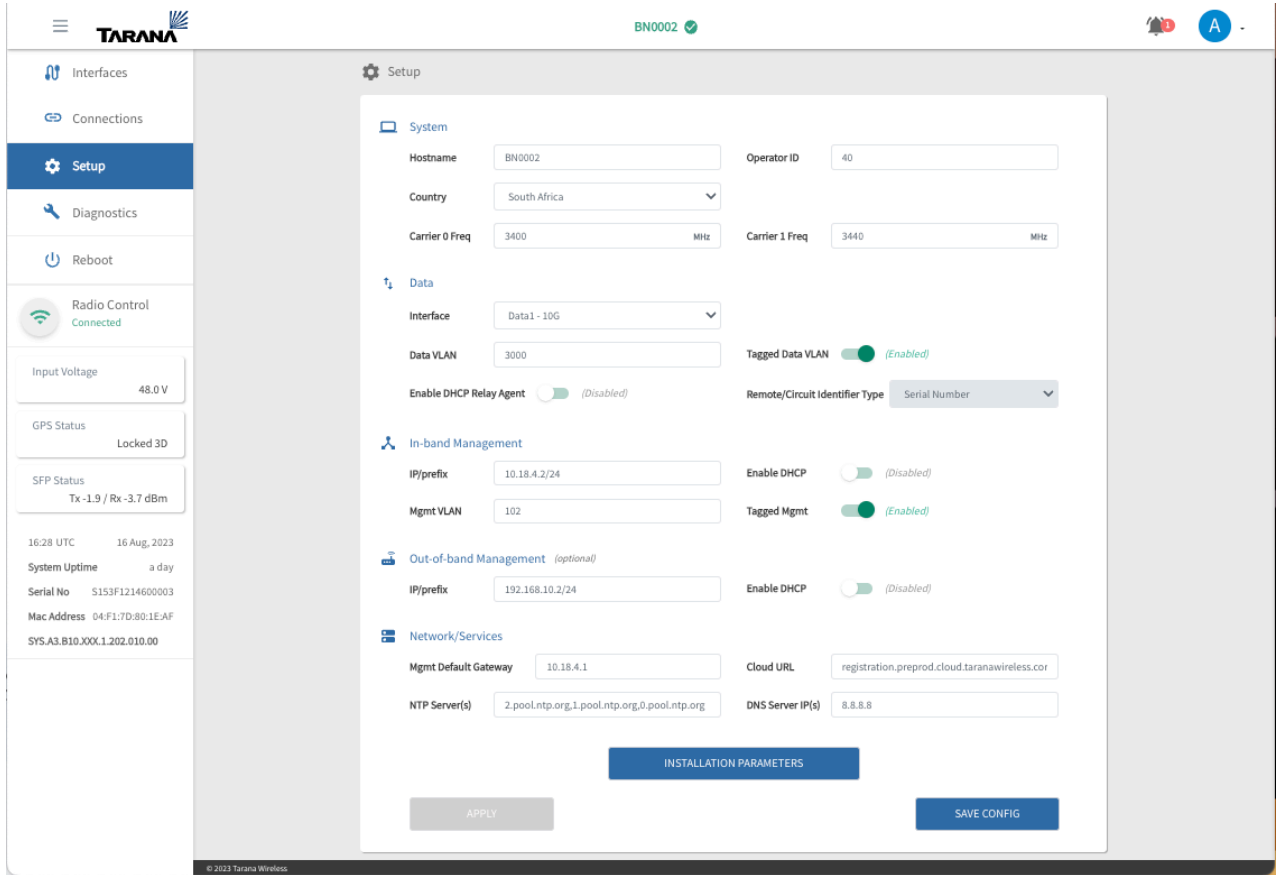 TARANA
BN0002
1
A
Interfaces
Connections
Setup
Diagnostics
Reboot
Radio Control
Connected
Input Voltage
48.0 V
GPS Status
Locked 3D
SFP Status
Tx -1.9 / Rx -3.7 dBm
16:28 UTC 16 Aug, 2023
System Uptime a day
Serial No S153F1214600003
Mac Address 04:F1:7D:80:1E:AF
SYS.A3.B10.XXX.1.202.010.00
Setup
System
Hostname BN0002 Operator ID 40
Country South Africa
Carrier 0 Freq 3400 MHz Carrier 1 Freq 3440 MHz
Data
Interface Data1 - 10G
Data VLAN 3000 Tagged Data VLAN (Enabled)
Enable DHCP Relay Agent (Disabled) Remote/Circuit Identifier Type Serial Number
In-band Management
IP/prefix 10.18.4.2/24 Enable DHCP (Disabled)
Mgmt VLAN 102 Tagged Mgmt (Enabled)
Out-of-band Management (optional)
IP/prefix 192.168.10.2/24 Enable DHCP (Disabled)
Network/Services
Mgmt Default Gateway 10.18.4.1 Cloud URL registration.preprod.cloud.taranawireless.cor
NTP Server(s) 2.pool.ntp.org,1.pool.ntp.org,0.pool.ntp.org DNS Server IP(s) 8.8.8.8
INSTALLATION PARAMETERS
APPLY SAVE CONFIG
© 2023 Tarana Wireless